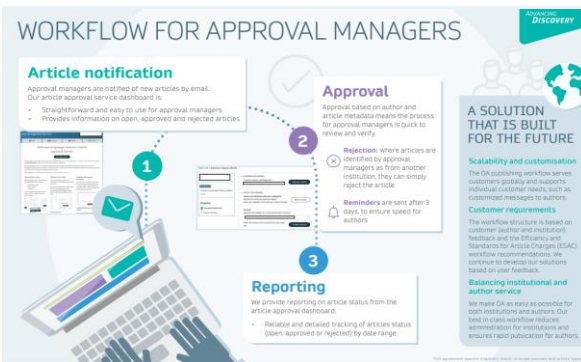 WORKFLOW FOR APPROVAL MANAGERS
ADVANCING
DISCOVERY
Article notification
Approval managers are notified of new articles by email.
Our article approval service dashboard is:
• Straightforward and easy to use for approval managers
• Provides information on open, approved and rejected articles
1
2
Approval
Approval based on author and
article metadata means the process
for approval managers is quick to
review and verify.
Rejection: where articles are
identified by approval
managers as from another
institution, they can simply
reject the article
Reminders are sent after 3
days, to ensure speed for
authors
3
Reporting
We provide reporting on article status from the
article approval dashboard.
• Reliable and detailed tracking of articles status
(open, approved or rejected) by date range
A SOLUTION
THAT IS BUILT
FOR THE FUTURE
Scalability and customisation
The OA publishing workflow serves
customers globally and supports
individual customer needs, such as
customised messages to authors.
Customer requirements
The workflow structure is based on
customer (author and institution)
feedback and the Efficiency and
Standards for Article Charges (ESAC)
workflow recommendations. We
continue to develop our solutions
based on user feedback.
Balancing institutional and
author service
We make OA as easy as possible for
both institutions and authors. Our
best in class workflow reduces
administration for institutions and
ensures rapid publication for authors.